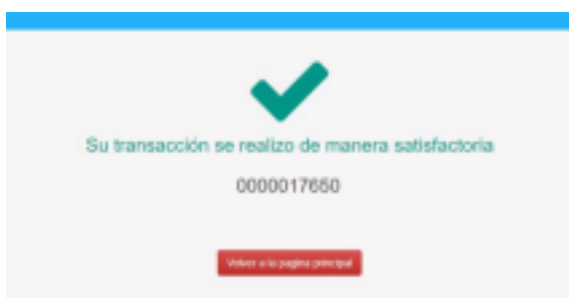 Su transacción se realizo de manera satisfactoria
0000017650
Volver a la pagina principal